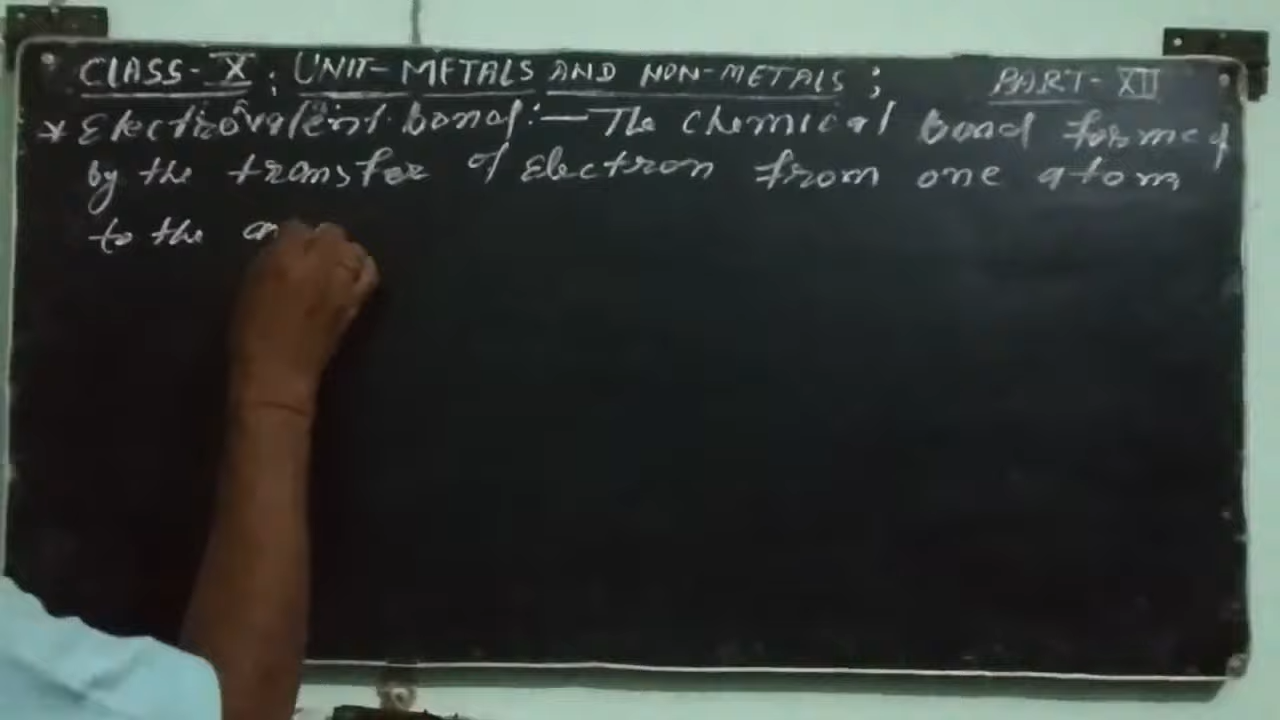 CLASS-X; UNIT-METALS AND NON-METALS; PART-XII
* Electrovalent bond:- The chemical bond formed
by the transfer of electron from one atom
to the